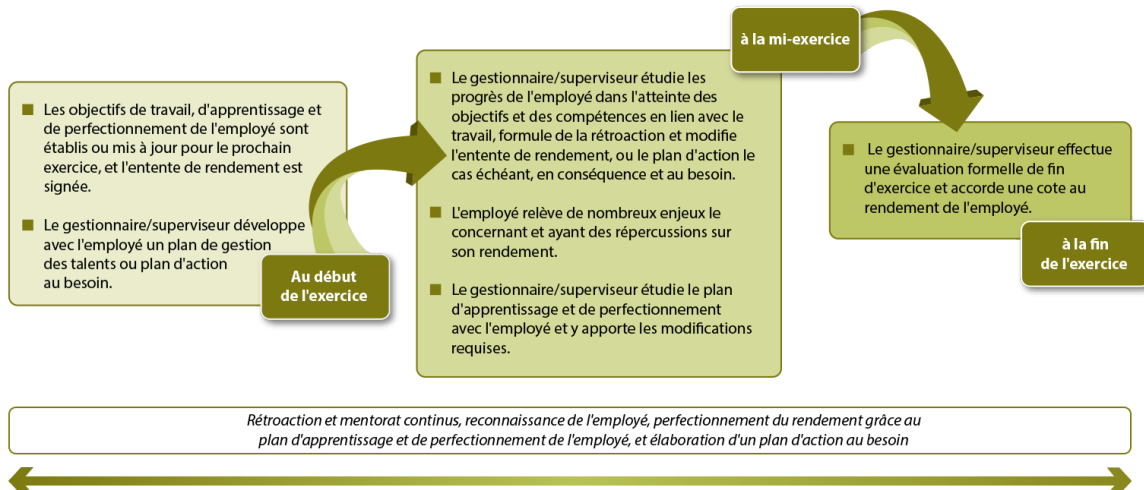 Les objectifs de travail, d'apprentissage et
de perfectionnement de l'employé sont
établis ou mis à jour pour le prochain
exercice, et l'entente de rendement est
signée.
Le gestionnaire/superviseur développe
avec l'employé un plan de gestion
des talents ou plan d'action
au besoin.
Au début
de l'exercice
Le gestionnaire/superviseur étudie les
progrès de l'employé dans l'atteinte des
objectifs et des compétences en lien avec le
travail, formule de la rétroaction et modifie
l'entente de rendement, ou le plan d'action le
cas échéant, en conséquence et au besoin.
L'employé relève de nombreux enjeux le
concernant et ayant des répercussions sur
son rendement.
Le gestionnaire/superviseur étudie le plan
d'apprentissage et de perfectionnement
avec l'employé et y apporte les modifications
requises.
à la mi-exercice
Le gestionnaire/superviseur effectue
une évaluation formelle de fin
d'exercice et accorde une cote au
rendement de l'employé.
à la fin
de l'exercice
Rétroaction et mentorat continus, reconnaissance de l'employé, perfectionnement du rendement grâce au
plan d'apprentissage et de perfectionnement de l'employé, et élaboration d'un plan d'action au besoin